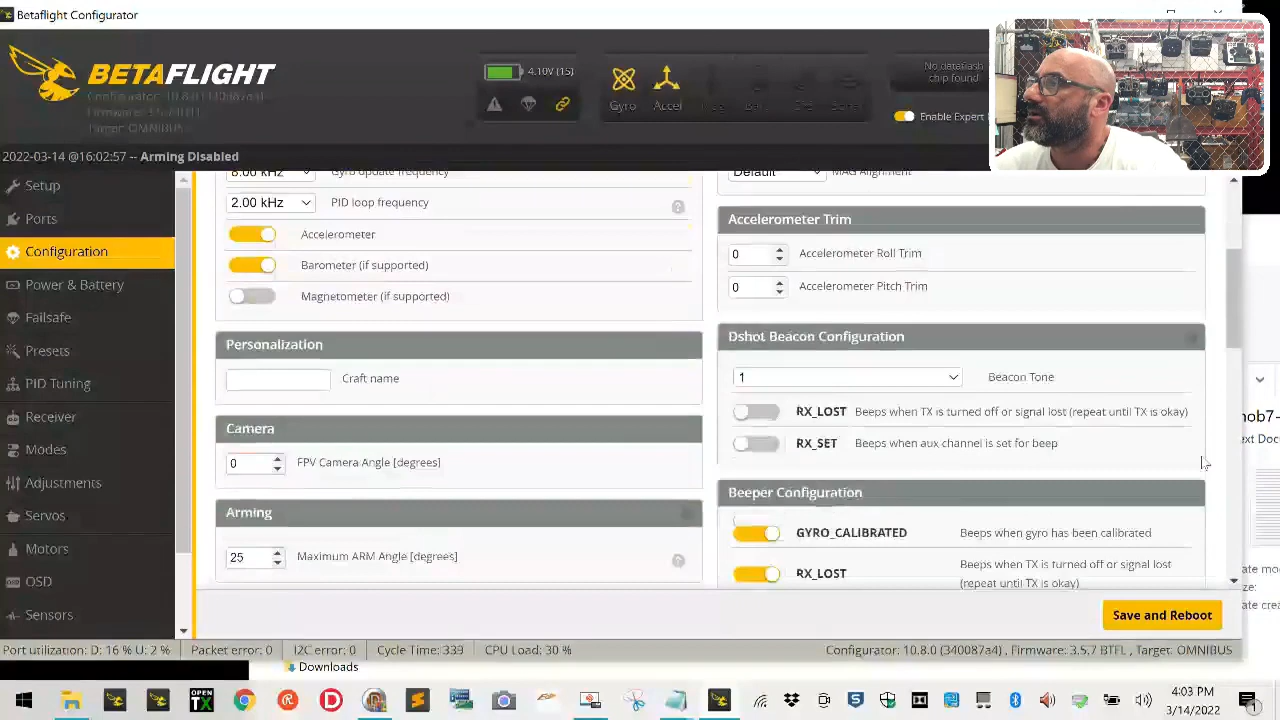 Betaflight Configurator
BETAFLIGHT
Target: OMNIBUS
No dataflash
chip found
Gyro
Accel
Enable Expert
2022-03-14 @16:02:57 -- Arming Disabled
Setup
Ports
Configuration
Power & Battery
Failsafe
Presets
PID Tuning
Receiver
Modes
Adjustments
Servos
Motors
OSD
Sensors
8.00 kHz
Gyro update frequency
2.00 kHz
PID loop frequency
Accelerometer
Barometer (if supported)
Magnetometer (if supported)
Personalization
Craft name
Camera
0
FPV Camera Angle [degrees]
Arming
25
Maximum ARM Angle [degrees]
Default
MAG Alignment
Accelerometer Trim
0
Accelerometer Roll Trim
0
Accelerometer Pitch Trim
Dshot Beacon Configuration
1
Beacon Tone
RX_LOST
Beeps when TX is turned off or signal lost (repeat until TX is okay)
RX_SET
Beeps when aux channel is set for beep
Beeper Configuration
GYRO_CALIBRATED
Beeps when gyro has been calibrated
RX_LOST
Beeps when TX is turned off or signal lost
(repeat until TX is okay)
Save and Reboot
Port utilization: D: 16 % U: 2 %
Packet error: 0
I2C error: 0
Cycle Time: 339
CPU Load: 30 %
Configurator: 10.8.0 (340087a4), Firmware: 3.5.7 BTFL, Target: OMNIBUS
Downloads
OPEN
TX
4:03 PM
3/14/2022